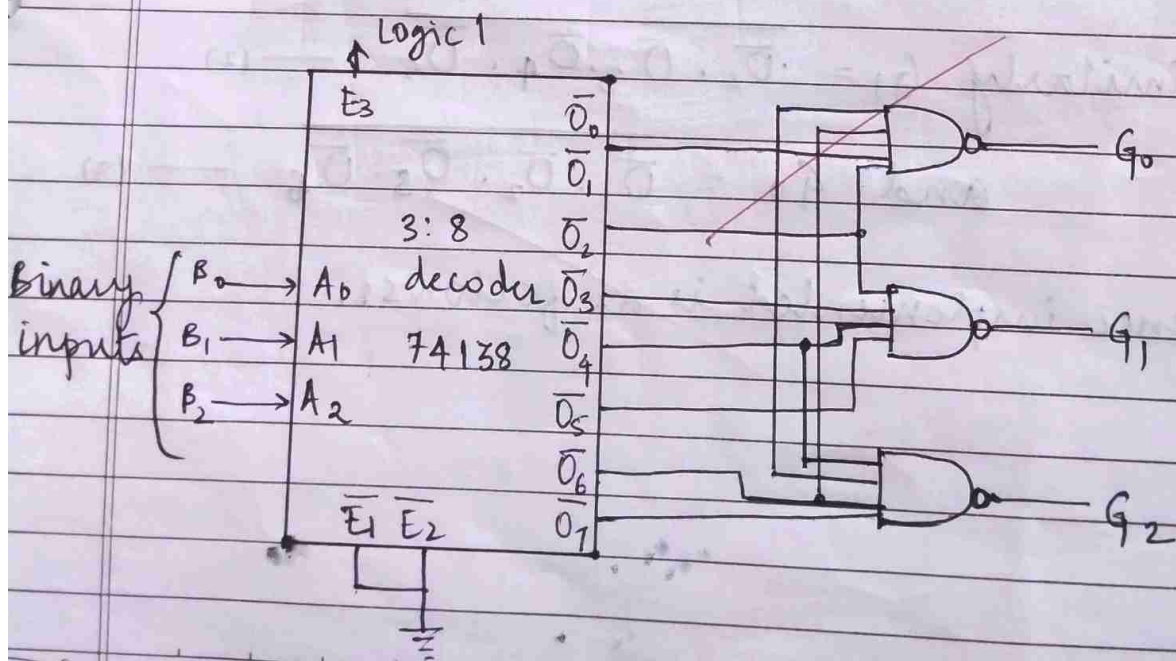 Logic 1
E3
Ō0
Ō1
3:8
Ō2
decoder
Ō3
74138
Ō4
Ō5
Ō6
Ō7
Binary
inputs
B0
A0
B1
A1
B2
A2
Ē1 Ē2
G0
G1
G2